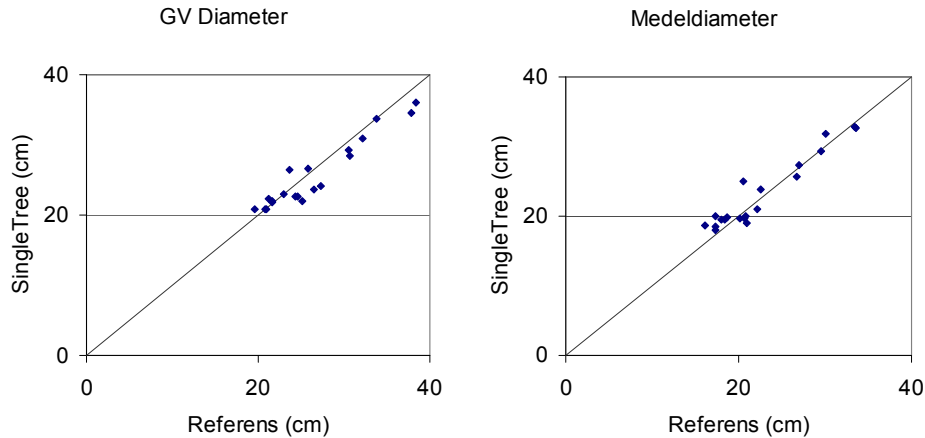 GV Diameter
40
20
0
0 20 40
SingleTree (cm)
Referens (cm)
Medeldiameter
40
20
0
0 20 40
SingleTree (cm)
Referens (cm)